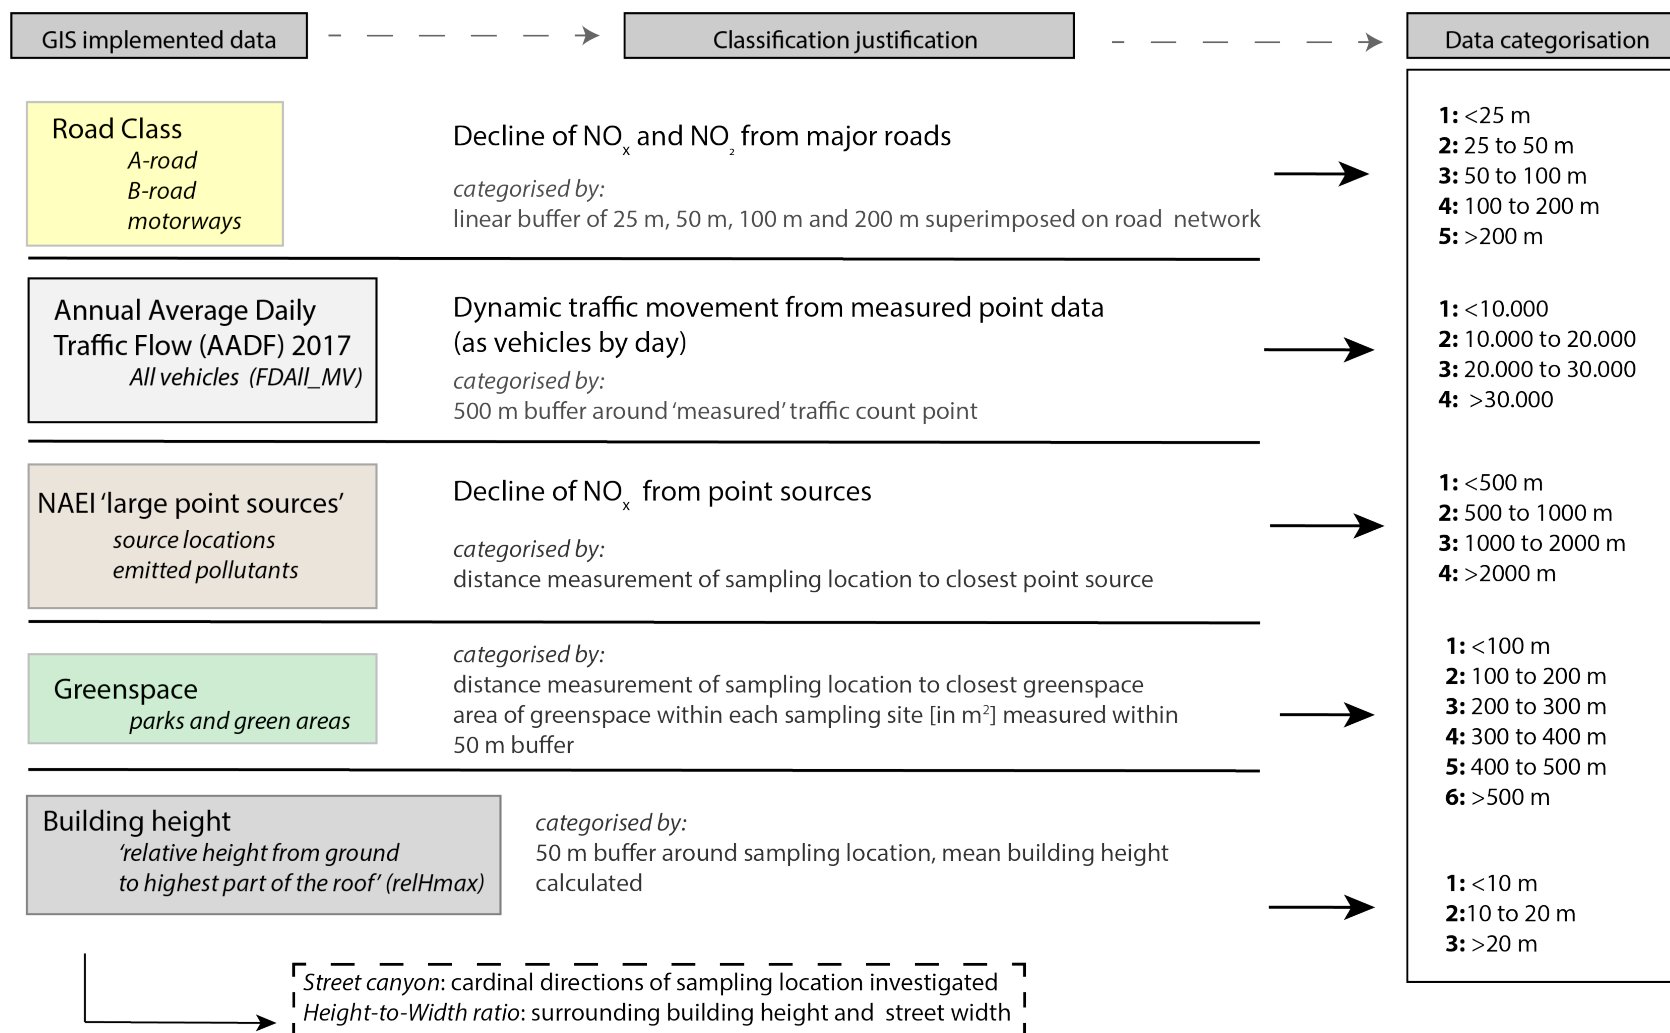 GIS implemented data
Classification justification
Data categorisation
Road Class
A-road
B-road
motorways
Decline of NOx and NO₂ from major roads
categorised by:
linear buffer of 25 m, 50 m, 100 m and 200 m superimposed on road network
1: <25 m
2: 25 to 50 m
3: 50 to 100 m
4: 100 to 200 m
5: >200 m
Annual Average Daily
Traffic Flow (AADF) 2017
All vehicles (FDAll_MV)
Dynamic traffic movement from measured point data
(as vehicles by day)
categorised by:
500 m buffer around ‘measured’ traffic count point
1: <10.000
2: 10.000 to 20.000
3: 20.000 to 30.000
4: >30.000
NAEI ‘large point sources’
source locations
emitted pollutants
Decline of NOx from point sources
categorised by:
distance measurement of sampling location to closest point source
1: <500 m
2: 500 to 1000 m
3: 1000 to 2000 m
4: >2000 m
Greenspace
parks and green areas
categorised by:
distance measurement of sampling location to closest greenspace
area of greenspace within each sampling site [in m²] measured within
50 m buffer
1: <100 m
2: 100 to 200 m
3: 200 to 300 m
4: 300 to 400 m
5: 400 to 500 m
6: >500 m
Building height
‘relative height from ground
to highest part of the roof’ (relHmax)
categorised by:
50 m buffer around sampling location, mean building height
calculated
1: <10 m
2:10 to 20 m
3: >20 m
Street canyon: cardinal directions of sampling location investigated
Height-to-Width ratio: surrounding building height and street width